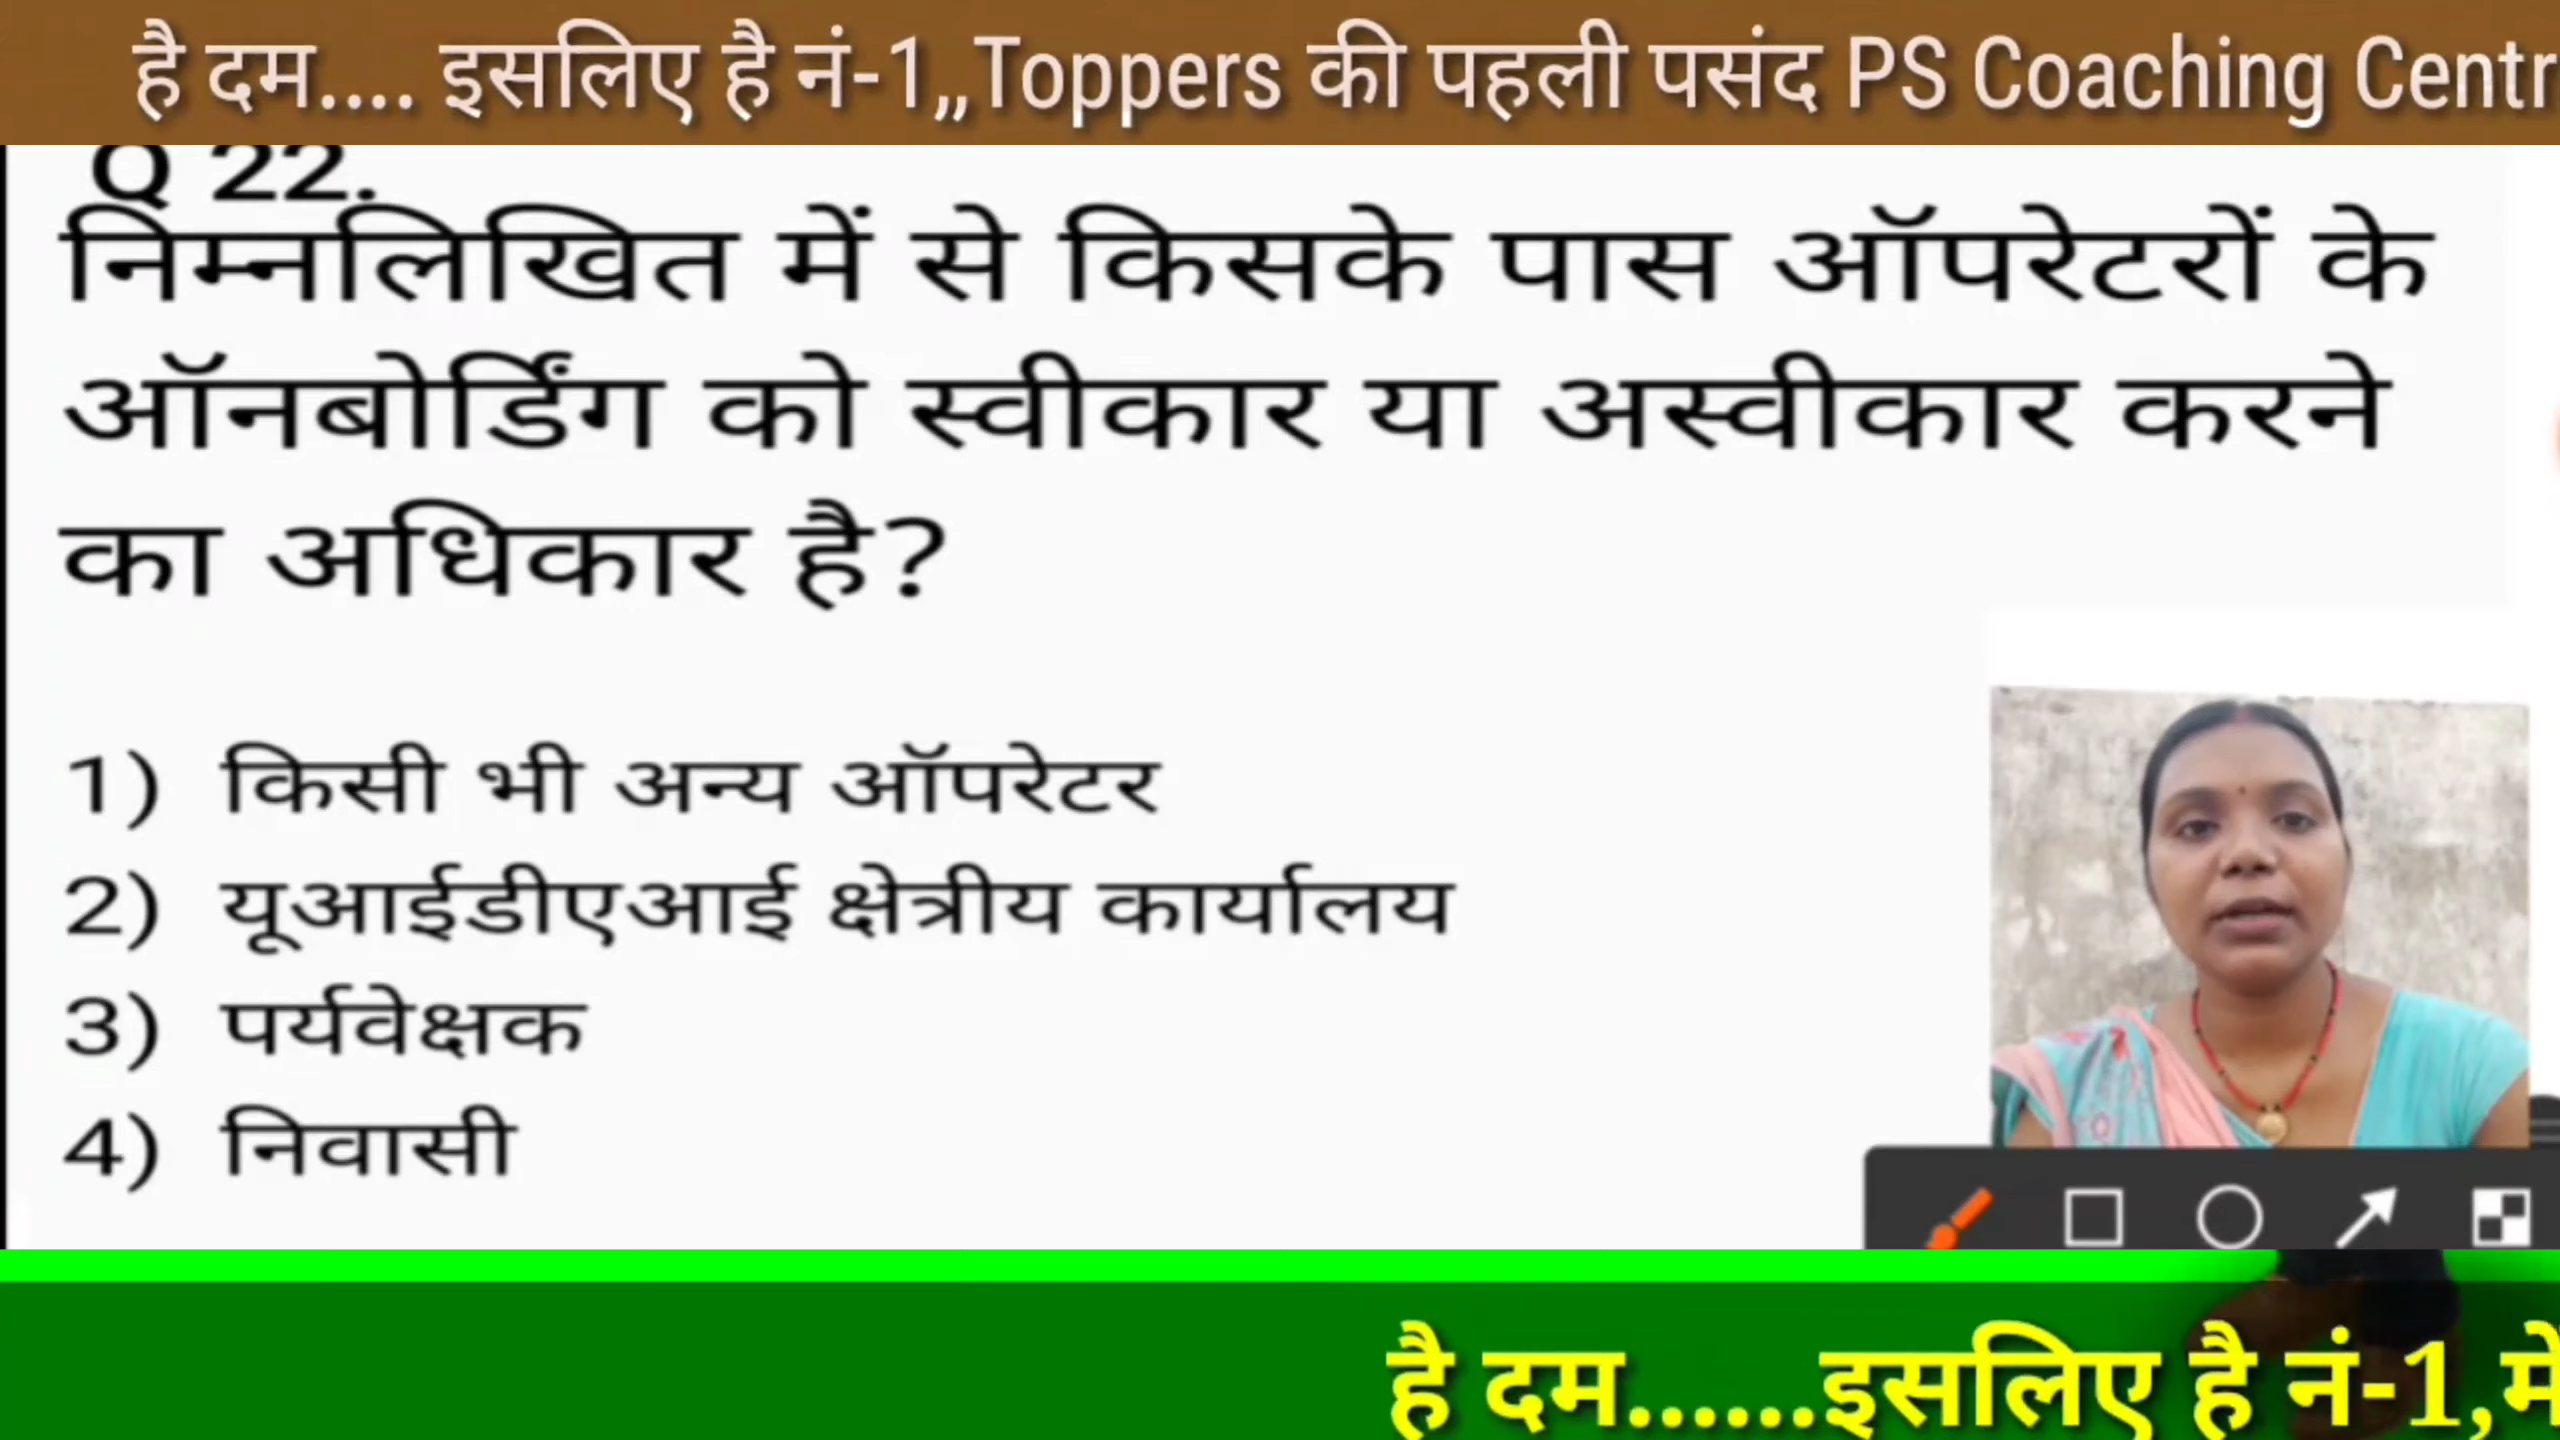 है दम.... इसलिए है नं-1,,Toppers की पहली पसंद PS Coaching Centr
Q 22.
निम्नलिखित में से किसके पास ऑपरेटरों के
ऑनबोर्डिंग को स्वीकार या अस्वीकार करने
का अधिकार है?
1) किसी भी अन्य ऑपरेटर
2) यूआईडीएआई क्षेत्रीय कार्यालय
3) पर्यवेक्षक
4) निवासी
है दम......इसलिए है नं-1,मे